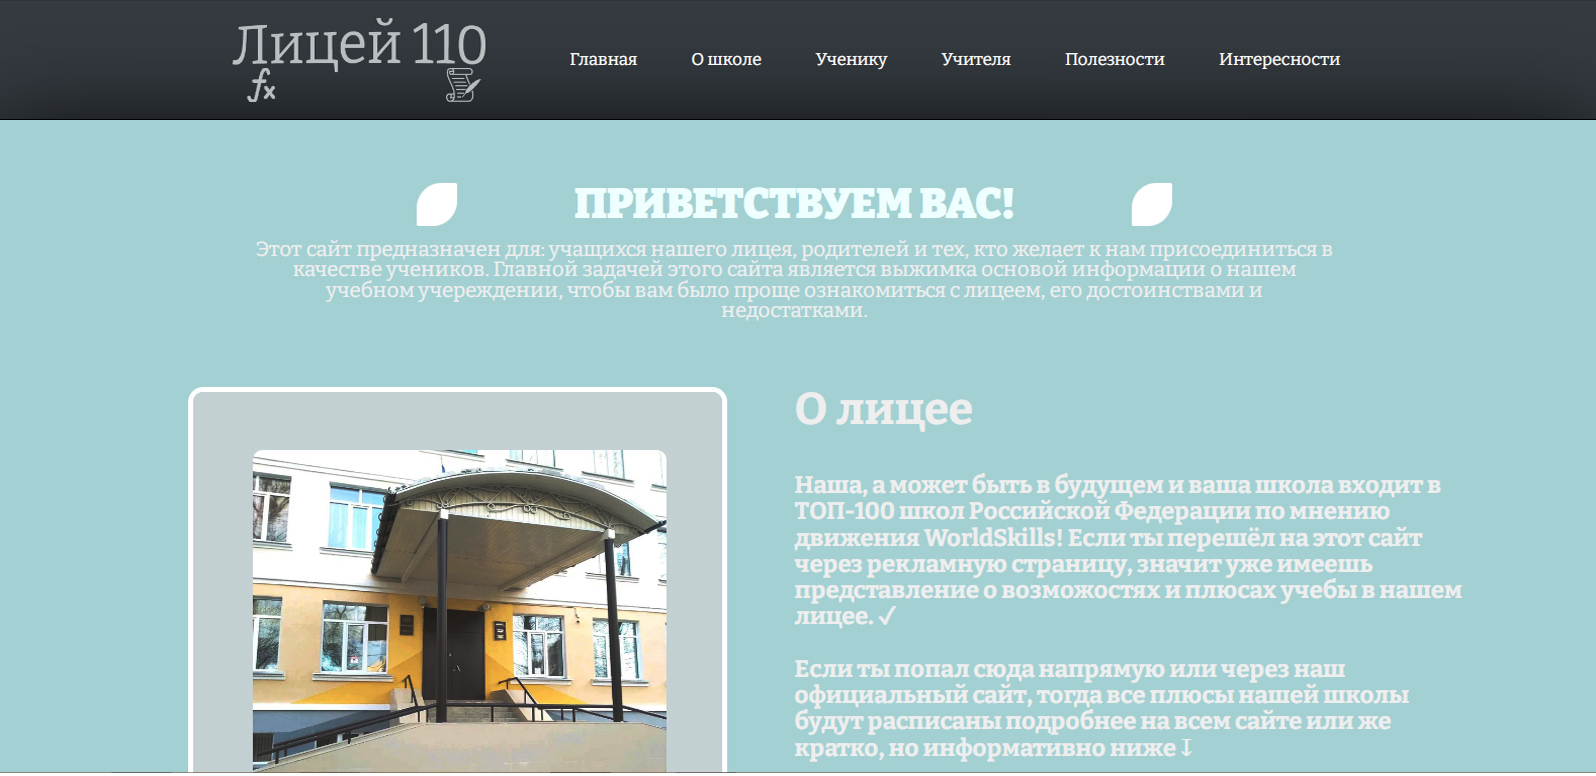 Лицей 110
Главная
О школе
Ученику
Учителя
Полезности
Интересности
ПРИВЕТСТВУЕМ ВАС!
Этот сайт предназначен для: учащихся нашего лицея, родителей и тех, кто желает к нам присоединиться в
качестве учеников. Главной задачей этого сайта является выжимка основой информации о нашем
учебном учереждении, чтобы вам было проще ознакомиться с лицеем, его достоинствами и
недостатками.
О лицее
Наша, а может быть в будущем и ваша школа входит в
ТОП-100 школ Российской Федерации по мнению
движения WorldSkills! Если ты перешёл на этот сайт
через рекламную страницу, значит уже имеешь
представление о возможостях и плюсах учебы в нашем
лицее. ✓
Если ты попал сюда напрямую или через наш
официальный сайт, тогда все плюсы нашей школы
будут расписаны подробнее на всем сайте или же
кратко, но информативно ниже ↧